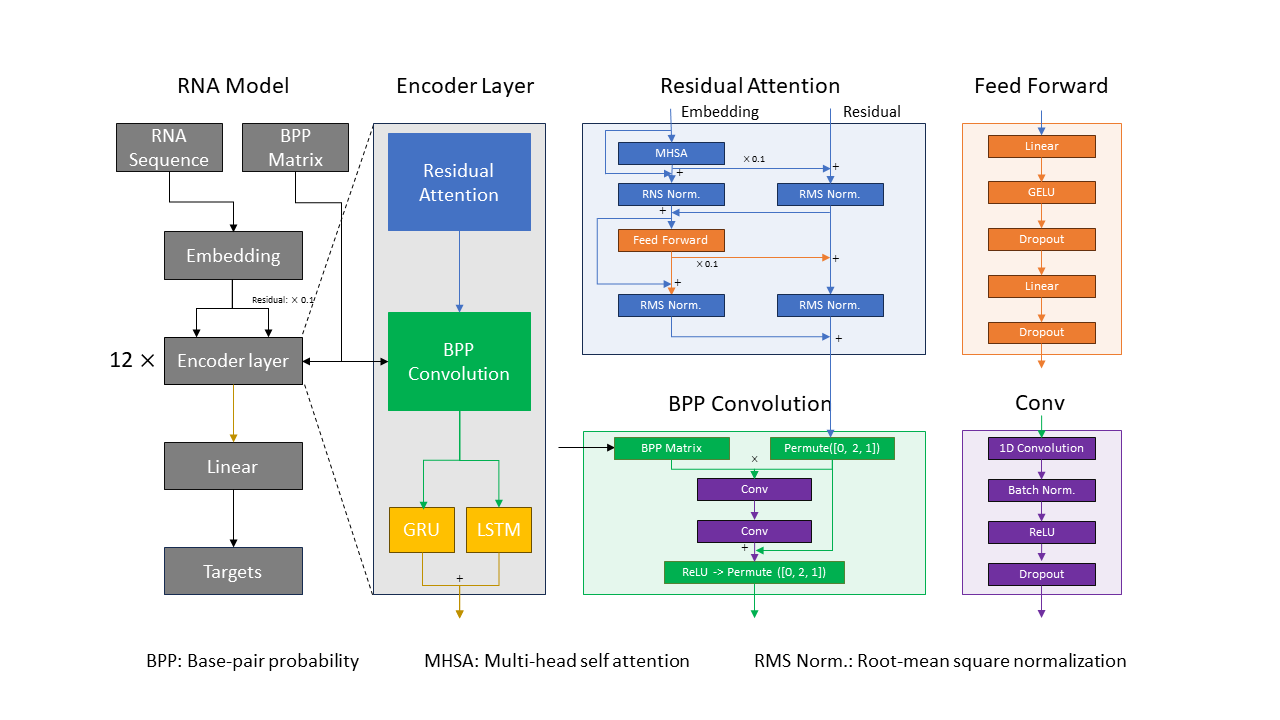 RNA Model
RNA
Sequence
BPP
Matrix
Embedding
Residual: × 0.1
12 ×
Encoder layer
Linear
Targets
Encoder Layer
Residual
Attention
BPP
Convolution
GRU
LSTM
+
Residual Attention
Embedding
Residual
MHSA
× 0.1
+
+
RNS Norm.
RMS Norm.
+
Feed Forward
× 0.1
+
+
RMS Norm.
RMS Norm.
+
Feed Forward
Linear
GELU
Dropout
Linear
Dropout
BPP Convolution
BPP Matrix
Permute([0, 2, 1])
×
Conv
Conv
+
ReLU -> Permute ([0, 2, 1])
Conv
1D Convolution
Batch Norm.
ReLU
Dropout
BPP: Base-pair probability
MHSA: Multi-head self attention
RMS Norm.: Root-mean square normalization